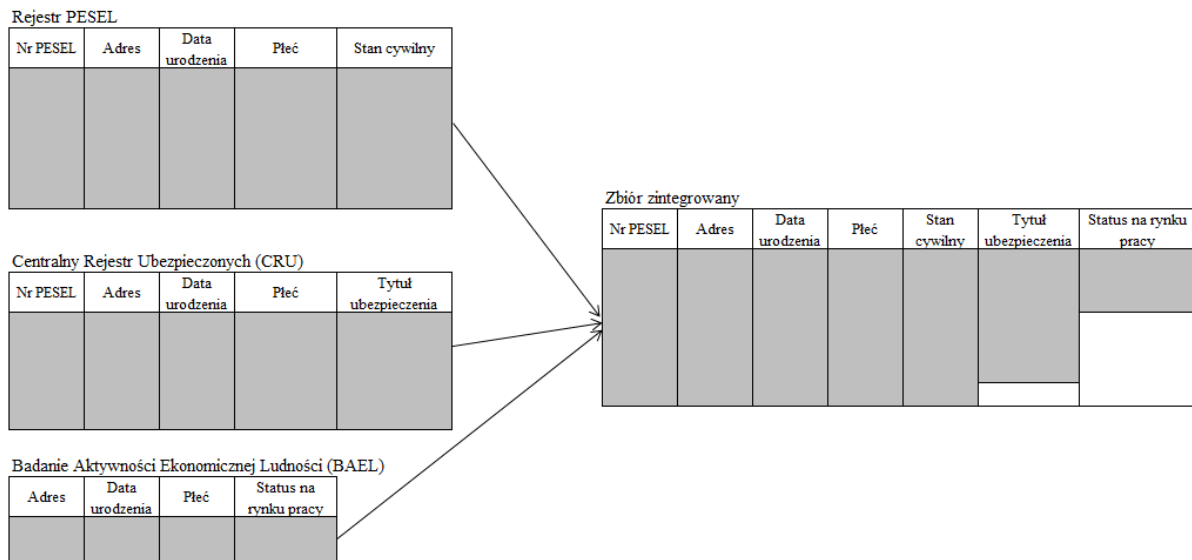 Rejestr PESEL
Nr PESEL Adres Data urodzenia Płeć Stan cywilny
Centralny Rejestr Ubezpieczonych (CRU)
Nr PESEL Adres Data urodzenia Płeć Tytuł ubezpieczenia
Badanie Aktywności Ekonomicznej Ludności (BAEL)
Adres Data urodzenia Płeć Status na rynku pracy
Zbiór zintegrowany
Nr PESEL Adres Data urodzenia Płeć Stan cywilny Tytuł ubezpieczenia Status na rynku pracy